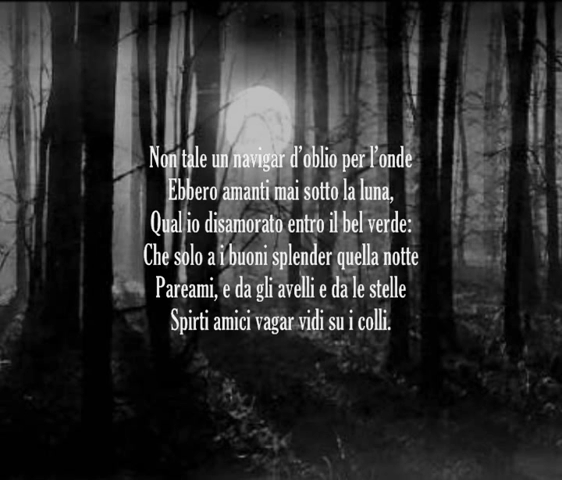 Non tale un navigar d'oblio per l'onde
Ebbero amanti mai sotto la luna,
Qual io disamorato entro il bel verde:
Che solo a i buoni splender quella notte
Pareami, e da gli avelli e da le stelle
Spirti amici vagar vidi su i colli.